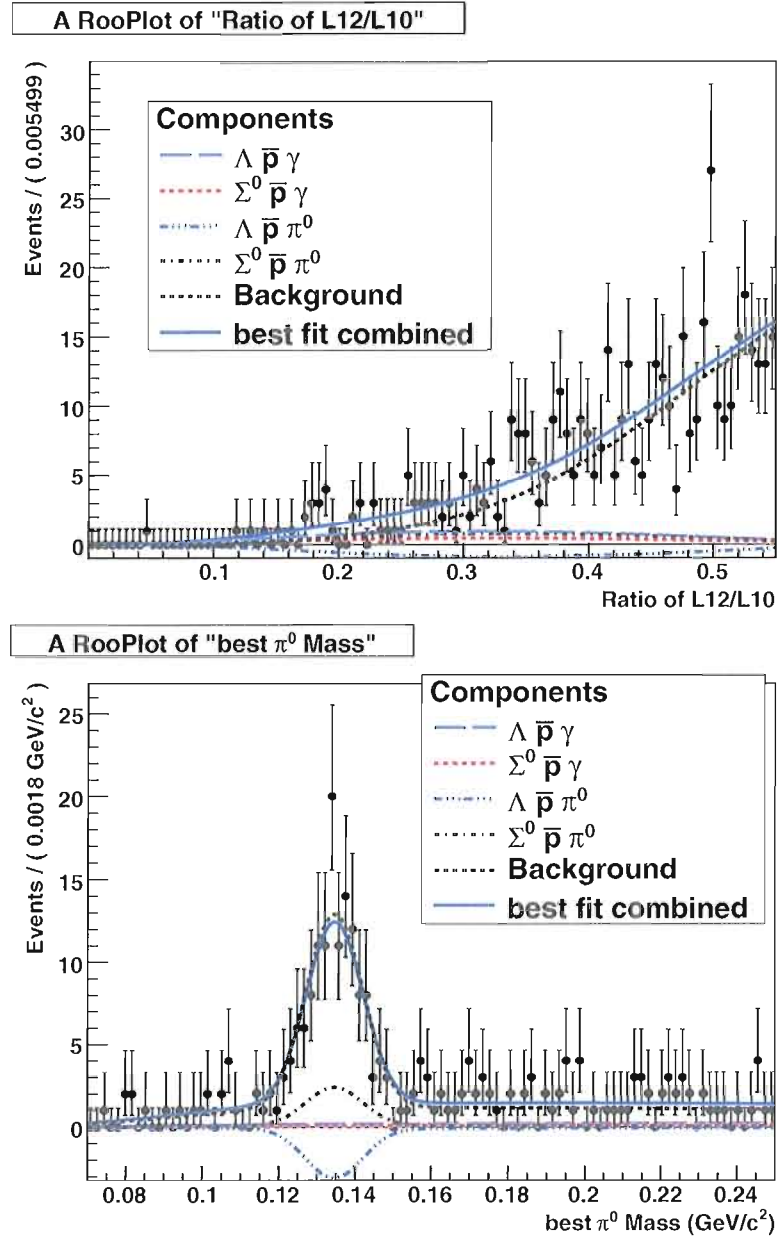 A RooPlot of "Ratio of L12/L10"
Events / ( 0.005499 )
30
25
20
15
10
5
0
Components
Λ p̅ γ
Σ⁰ p̅ γ
Λ p̅ π⁰
Σ⁰ p̅ π⁰
Background
best fit combined
0.1 0.2 0.3 0.4 0.5
Ratio of L12/L10
A RooPlot of "best π⁰ Mass"
Events / ( 0.0018 GeV/c² )
25
20
15
10
5
0
Components
Λ p̅ γ
Σ⁰ p̅ γ
Λ p̅ π⁰
Σ⁰ p̅ π⁰
Background
best fit combined
0.08 0.1 0.12 0.14 0.16 0.18 0.2 0.22 0.24
best π⁰ Mass (GeV/c²)